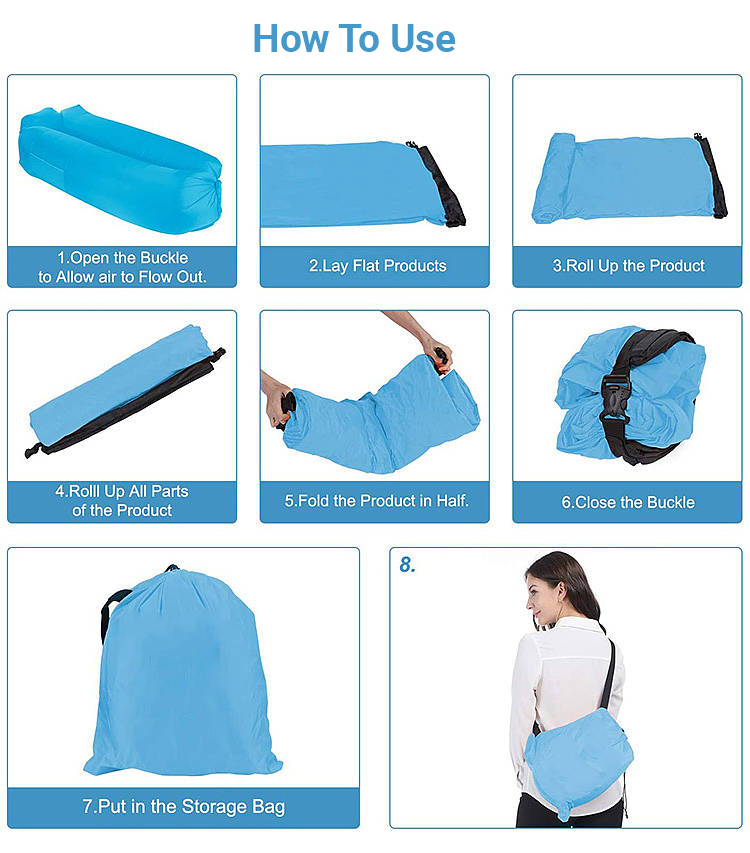 How To Use
1.Open the Buckle
to Allow air to Flow Out.
2.Lay Flat Products
3.Roll Up the Product
4.Rolll Up All Parts
of the Product
5.Fold the Product in Half.
6.Close the Buckle
7.Put in the Storage Bag
8.